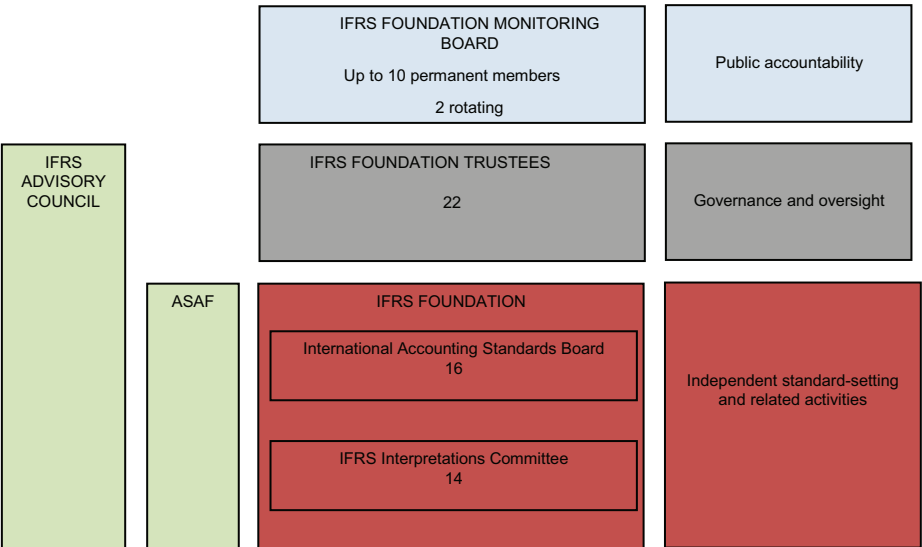 IFRS FOUNDATION MONITORING
BOARD
Up to 10 permanent members
2 rotating
Public accountability
IFRS
ADVISORY
COUNCIL
IFRS FOUNDATION TRUSTEES
22
Governance and oversight
ASAF
IFRS FOUNDATION
International Accounting Standards Board
16
IFRS Interpretations Committee
14
Independent standard-setting
and related activities